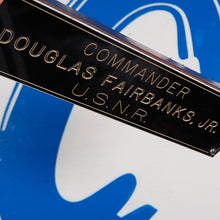 COMMANDER
DOUGLAS FAIRBANKS, JR
U.S.N.R.